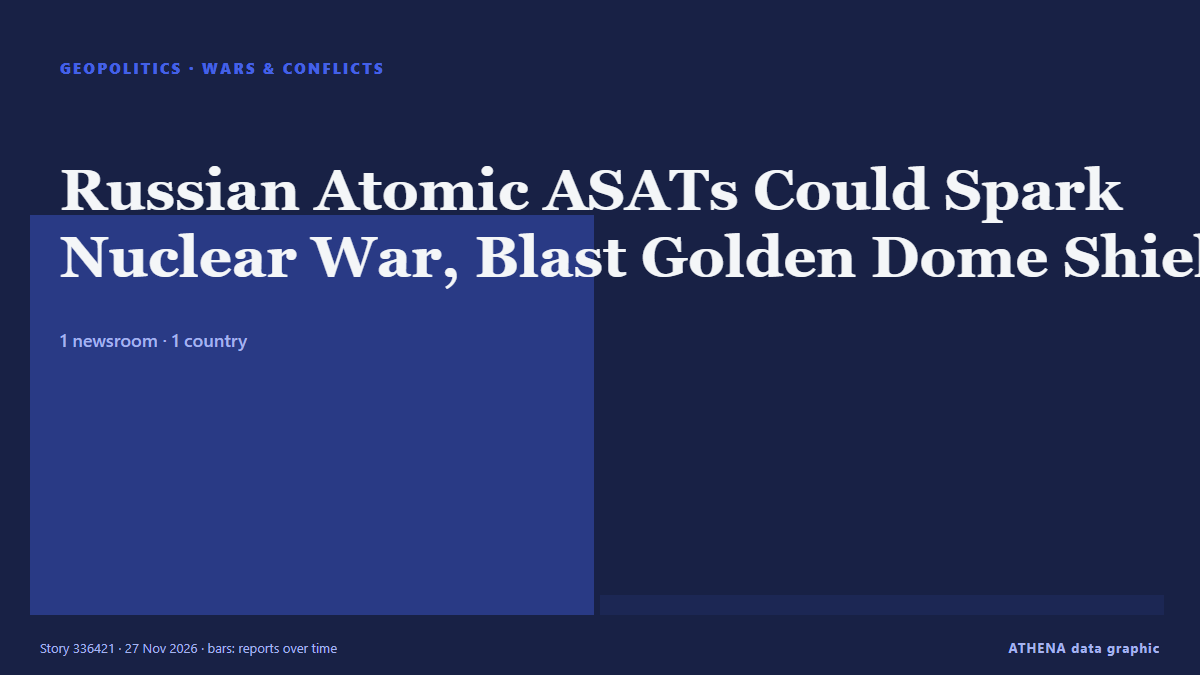 GEOPOLITICS · WARS & CONFLICTS
Russian Atomic ASATs Could Spark
Nuclear War, Blast Golden Dome
1 newsroom · 1 country
Story 336421 · 27 Nov 2026 · bars: reports over time
ATHENA data graphic